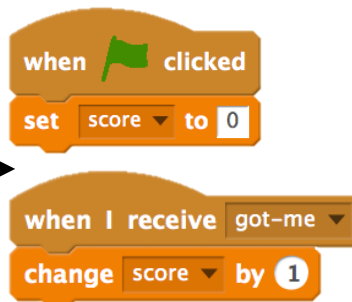 when clicked
set score to 0
when I receive got-me
change score by 1